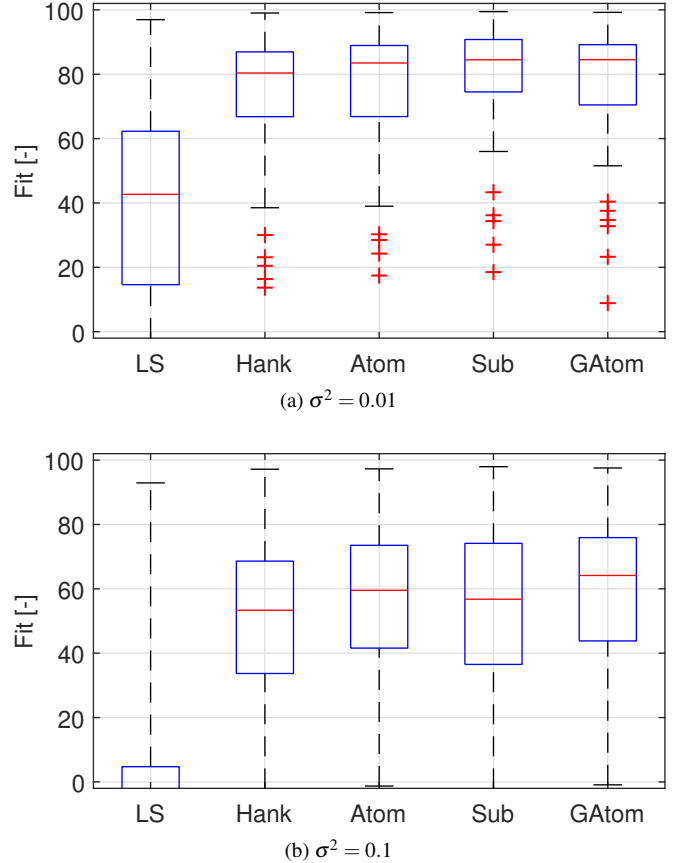 100
80
60
40
20
0
Fit [-]
LS Hank Atom Sub GAtom
(a) σ² = 0.01
100
80
60
40
20
0
Fit [-]
LS Hank Atom Sub GAtom
(b) σ² = 0.1